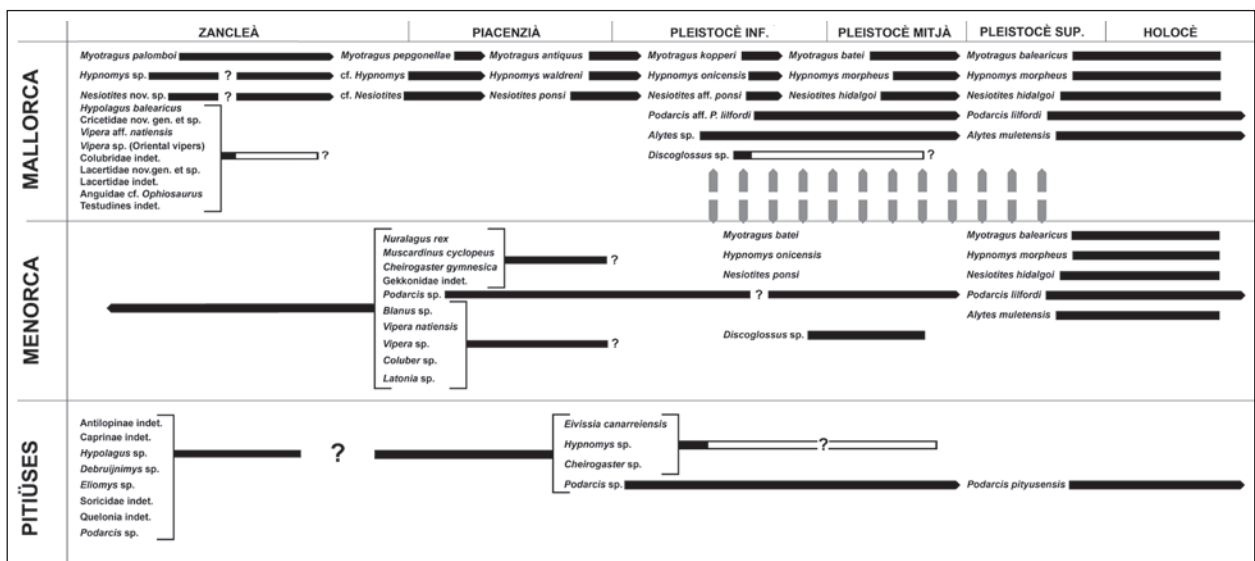 ZANCLEÀ PIACENZIÀ PLEISTOCÈ INF. PLEISTOCÈ MITJÀ PLEISTOCÈ SUP. HOLOCÈ
MALLORCA
Myotragus palomboi Myotragus pepgonellae Myotragus antiquus Myotragus kopperi Myotragus batei Myotragus balearicus
Hypnomys sp. ? cf. Hypnomys Hypnomys waldreni Hypnomys onicensis Hypnomys morpheus Hypnomys morpheus
Nesiotites nov. sp. ? cf. Nesiotites Nesiotites ponsi Nesiotites aff. ponsi Nesiotites hidalgoi Nesiotites hidalgoi
Hypolagus balearicus
Cricetidae nov. gen. et sp. Podarcis aff. P. lilfordi Podarcis lilfordi
Vipera aff. natiensis Alytes sp. Alytes muletensis
Vipera sp. (Oriental vipers)
Colubridae indet. ? Discoglossus sp. ?
Lacertidae nov.gen. et sp.
Lacertidae indet.
Anguidae cf. Ophiosaurus
Testudines indet.
MENORCA
Nuralagus rex Myotragus batei Myotragus balearicus
Muscardinus cyclopeus Hypnomys onicensis Hypnomys morpheus
?
Cheirogaster gymnesica Nesiotites ponsi Nesiotites hidalgoi
Gekkonidae indet.
Podarcis sp. ? Podarcis lilfordi
Blanus sp. Alytes muletensis
Vipera natiensis Discoglossus sp.
Vipera sp. ?
Coluber sp.
Latonia sp.
PITIÜSES
Antilopinae indet. Eivissia canarreiensis
Caprinae indet. Hypnomys sp. ?
Hypolagus sp. ?
Debruijnimys sp. Cheirogaster sp.
Eliomys sp. Podarcis sp. Podarcis pityusensis
Soricidae indet.
Quelonia indet.
Podarcis sp.